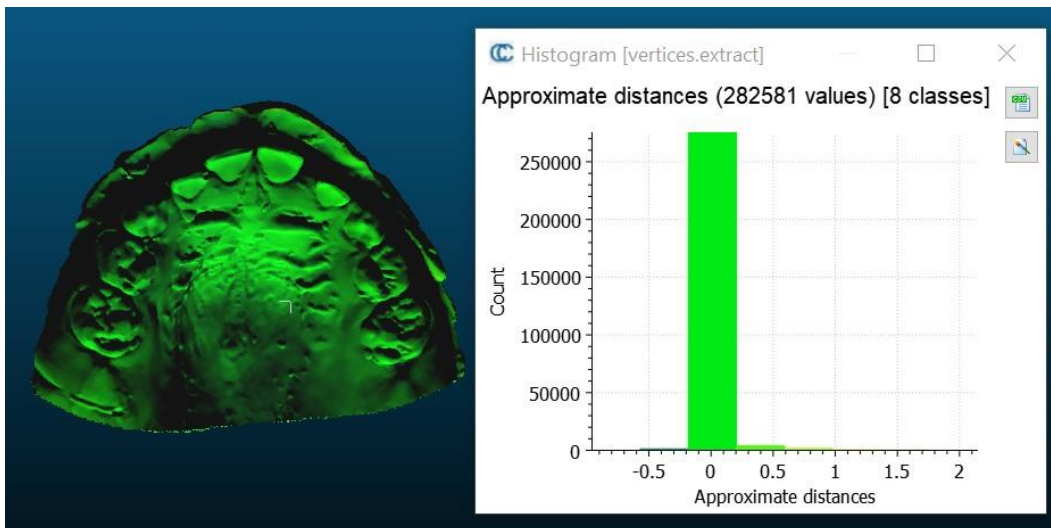 Histogram [vertices.extract]
Approximate distances (282581 values) [8 classes]
250000
200000
150000
100000
50000
0
Count
-0.5 0 0.5 1 1.5 2
Approximate distances